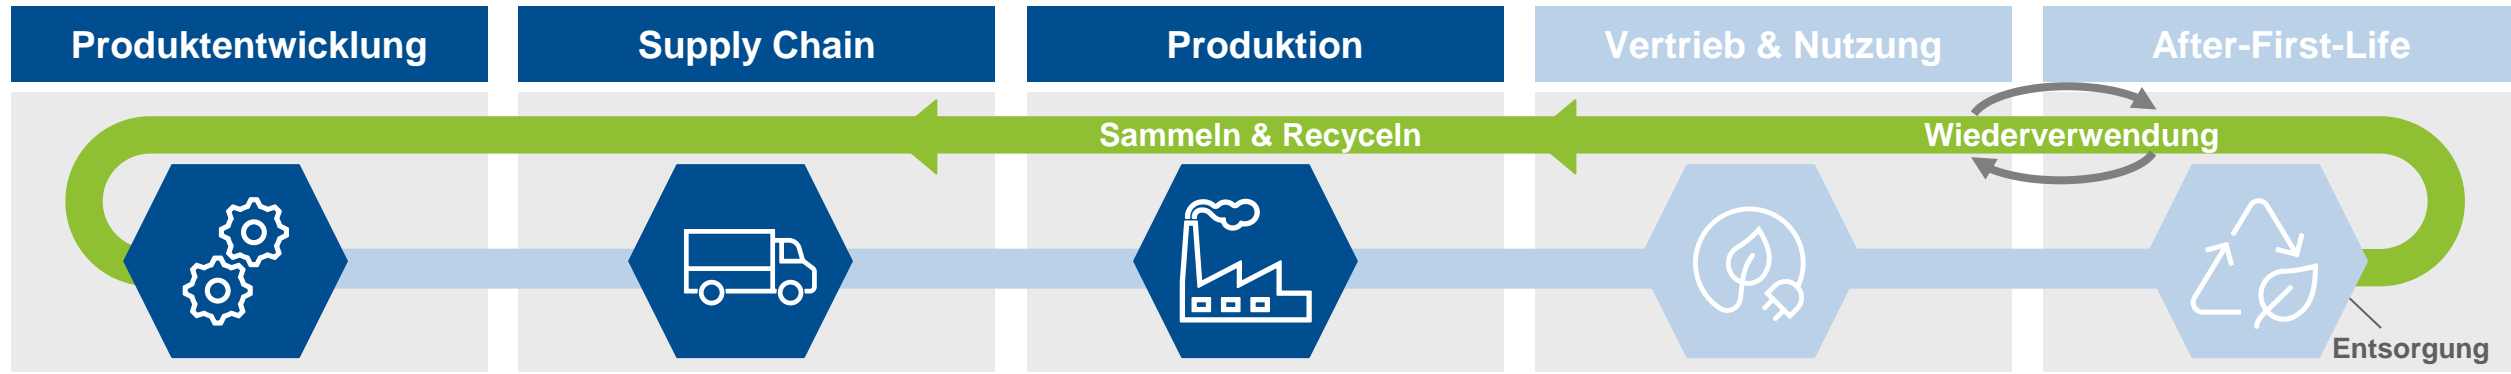 Produktentwicklung
Supply Chain
Produktion
Vertrieb & Nutzung
After-First-Life
Sammeln & Recyceln
Wiederverwendung
Entsorgung